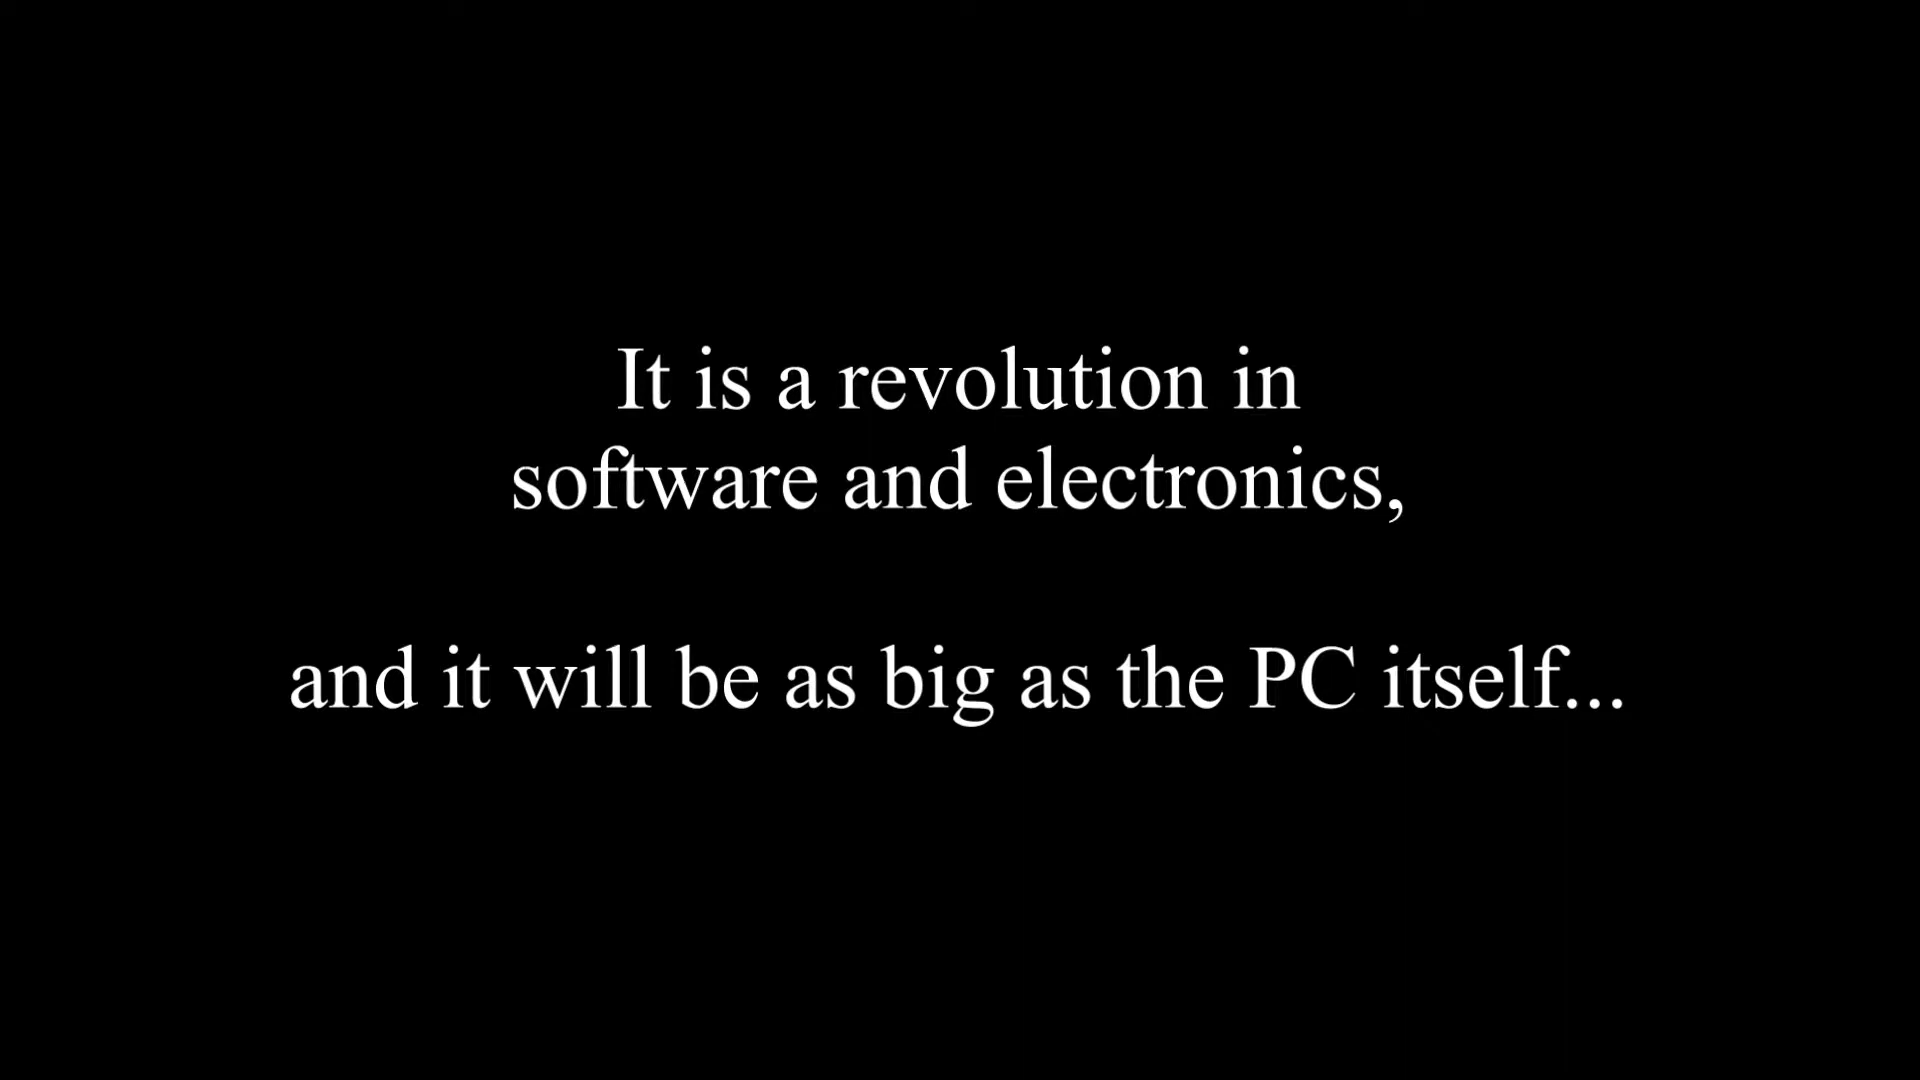 It is a revolution in
software and electronics,
and it will be as big as the PC itself...